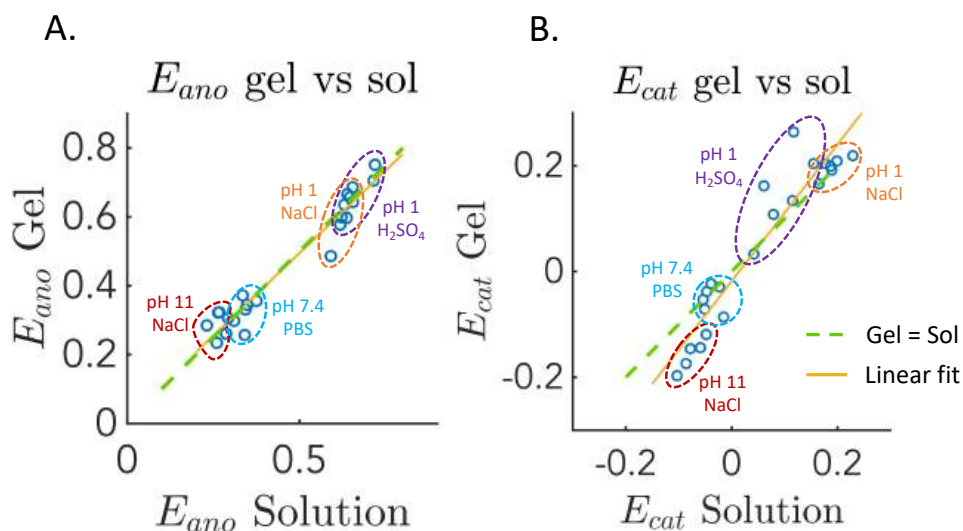 A.
E_ano gel vs sol
E_ano Gel
0.8
0.6
0.4
0.2
0
0
0.5
E_ano Solution
pH 1
NaCl
pH 1
H₂SO₄
pH 11
NaCl
pH 7.4
PBS
B.
E_cat gel vs sol
E_cat Gel
0.2
0
-0.2
-0.2
0
0.2
E_cat Solution
pH 1
H₂SO₄
pH 1
NaCl
pH 7.4
PBS
pH 11
NaCl
Gel = Sol
Linear fit